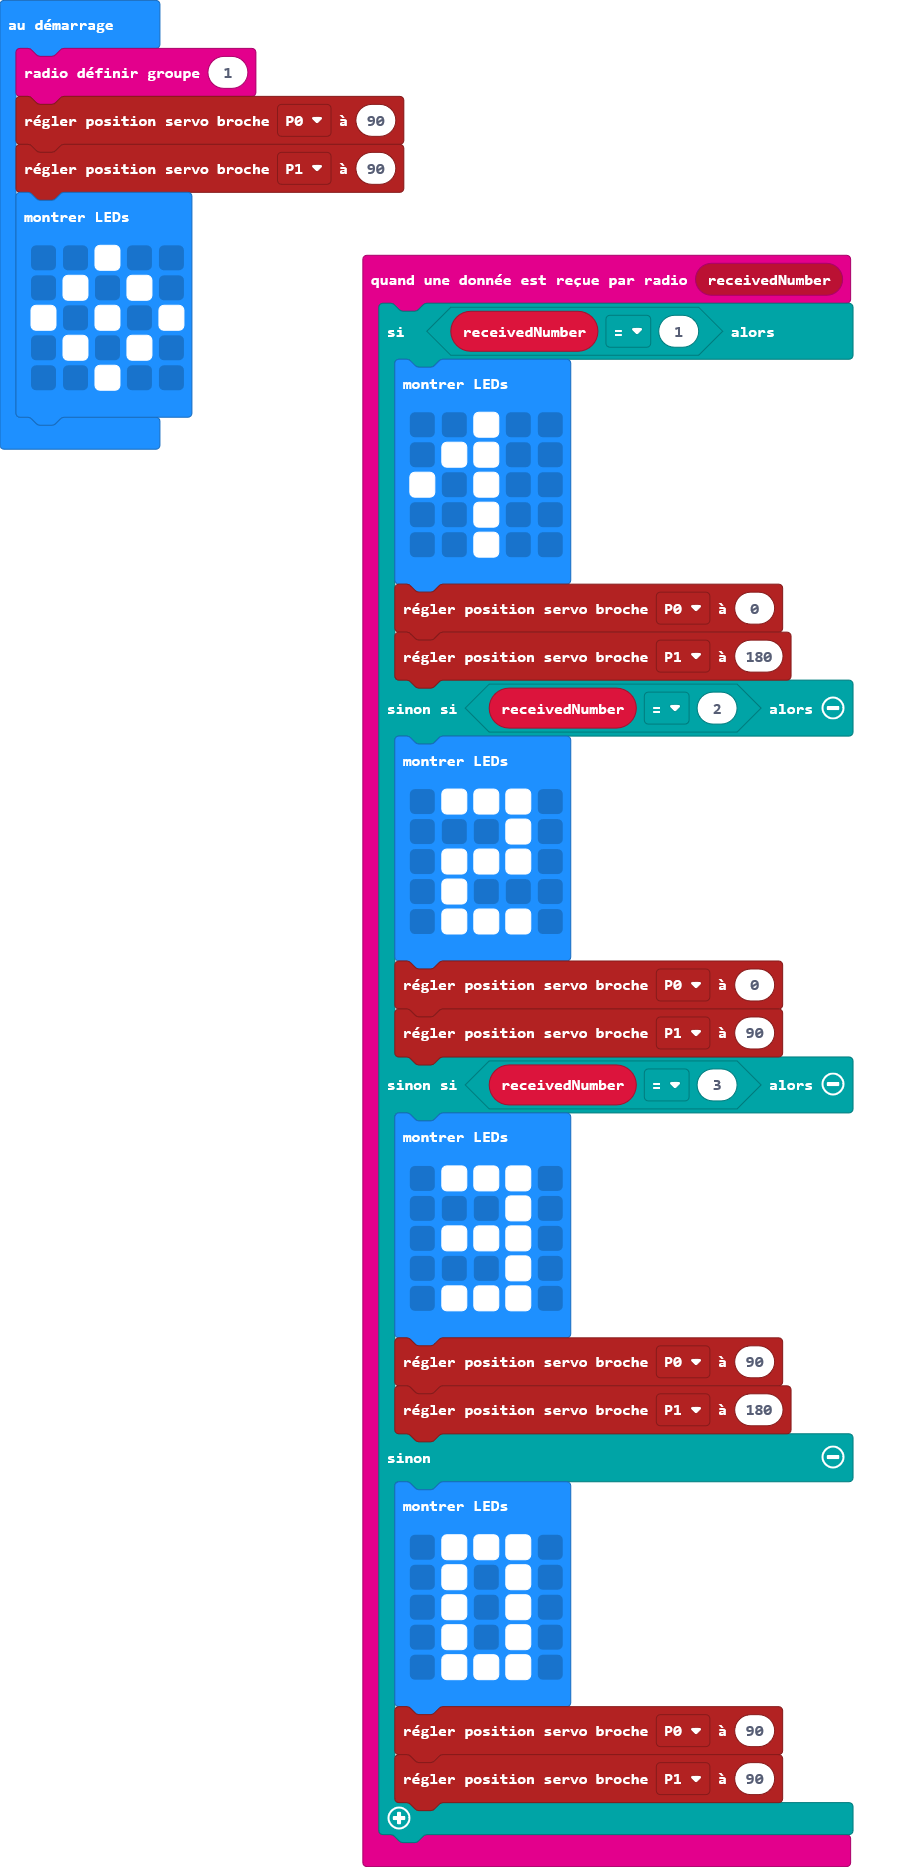 au démarrage
radio définir groupe 1
régler position servo broche P0 à 90
régler position servo broche P1 à 90
montrer LEDs
quand une donnée est reçue par radio receivedNumber
si receivedNumber = 1 alors
montrer LEDs
régler position servo broche P0 à 0
régler position servo broche P1 à 180
sinon si receivedNumber = 2 alors
montrer LEDs
régler position servo broche P0 à 0
régler position servo broche P1 à 90
sinon si receivedNumber = 3 alors
montrer LEDs
régler position servo broche P0 à 90
régler position servo broche P1 à 180
sinon
montrer LEDs
régler position servo broche P0 à 90
régler position servo broche P1 à 90